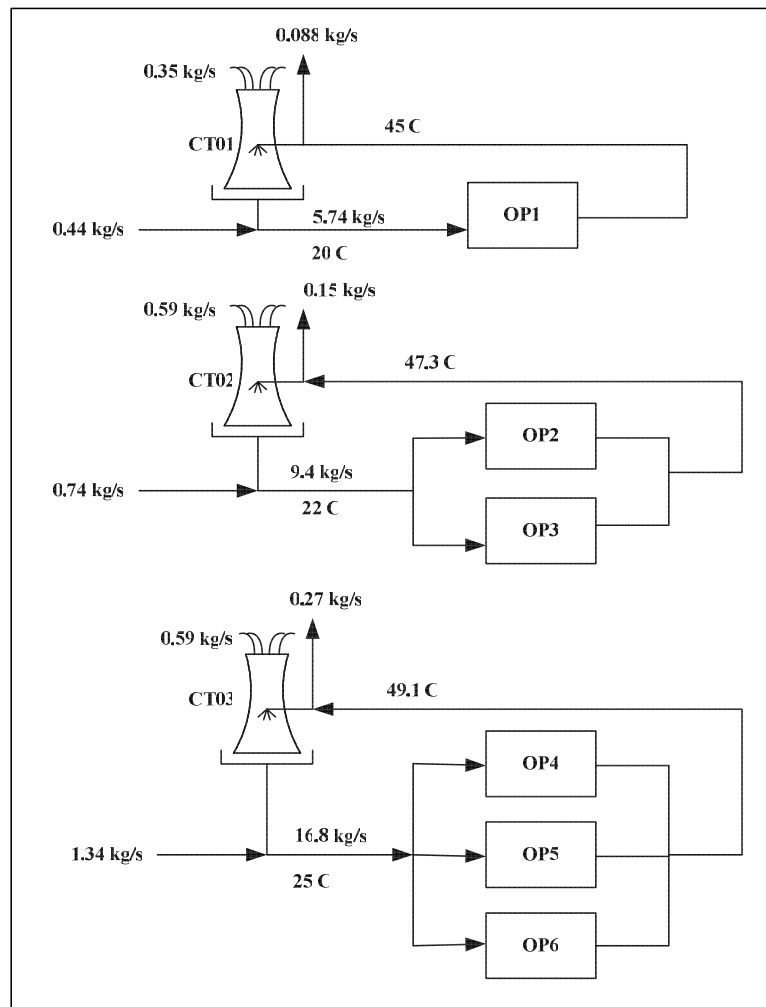 0.088 kg/s
0.35 kg/s
45 C
CT01
OP1
5.74 kg/s
0.44 kg/s
20 C
0.15 kg/s
0.59 kg/s
47.3 C
CT02
OP2
9.4 kg/s
0.74 kg/s
22 C
OP3
0.27 kg/s
0.59 kg/s
49.1 C
CT03
OP4
16.8 kg/s
1.34 kg/s
OP5
25 C
OP6